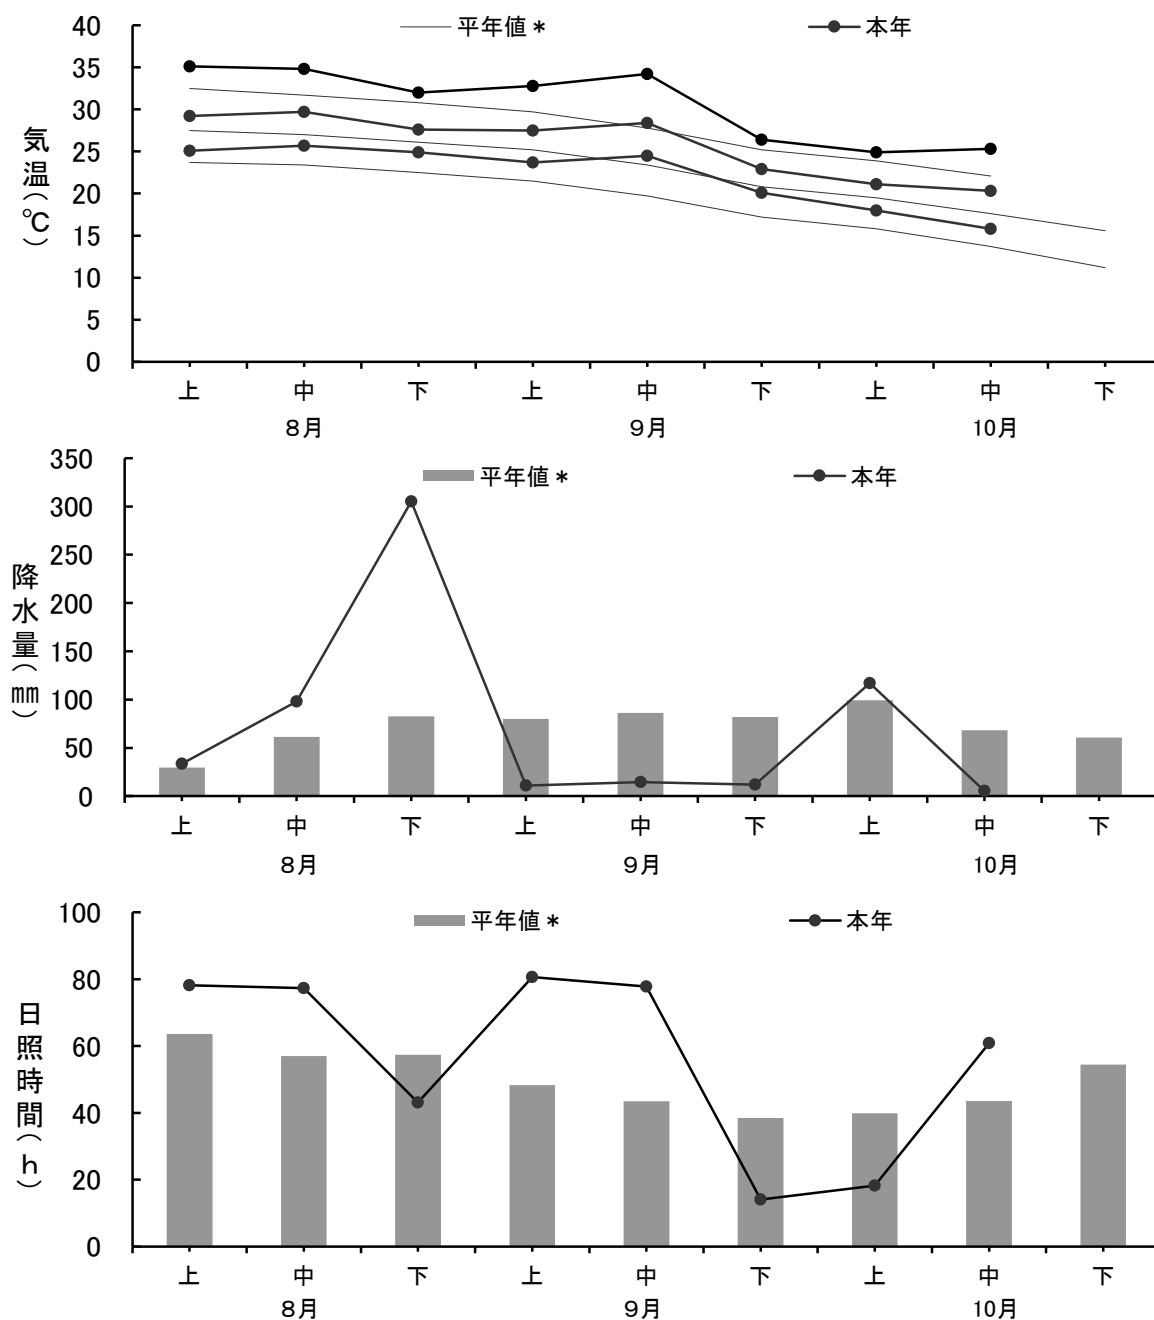 平年値＊ 本年
40
35
30
25
20
15
10
5
0
気温(℃)
上 中 下 上 中 下 上 中 下
８月 ９月 10月
平年値＊ 本年
350
300
250
200
150
100
50
0
降水量(㎜)
上 中 下 上 中 下 上 中 下
８月 ９月 10月
平年値＊ 本年
100
80
60
40
20
0
日照時間(ｈ)
上 中 下 上 中 下 上 中 下
８月 ９月 10月